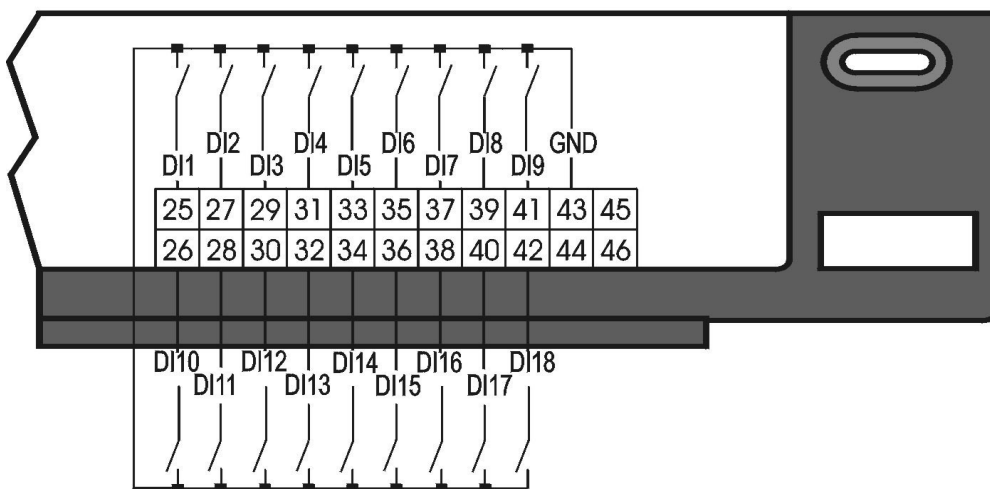 DI2 DI4 DI6 DI8 GND
DI1 DI3 DI5 DI7 DI9
25 27 29 31 33 35 37 39 41 43 45
26 28 30 32 34 36 38 40 42 44 46
DI10 DI12 DI14 DI16 DI18
DI11 DI13 DI15 DI17